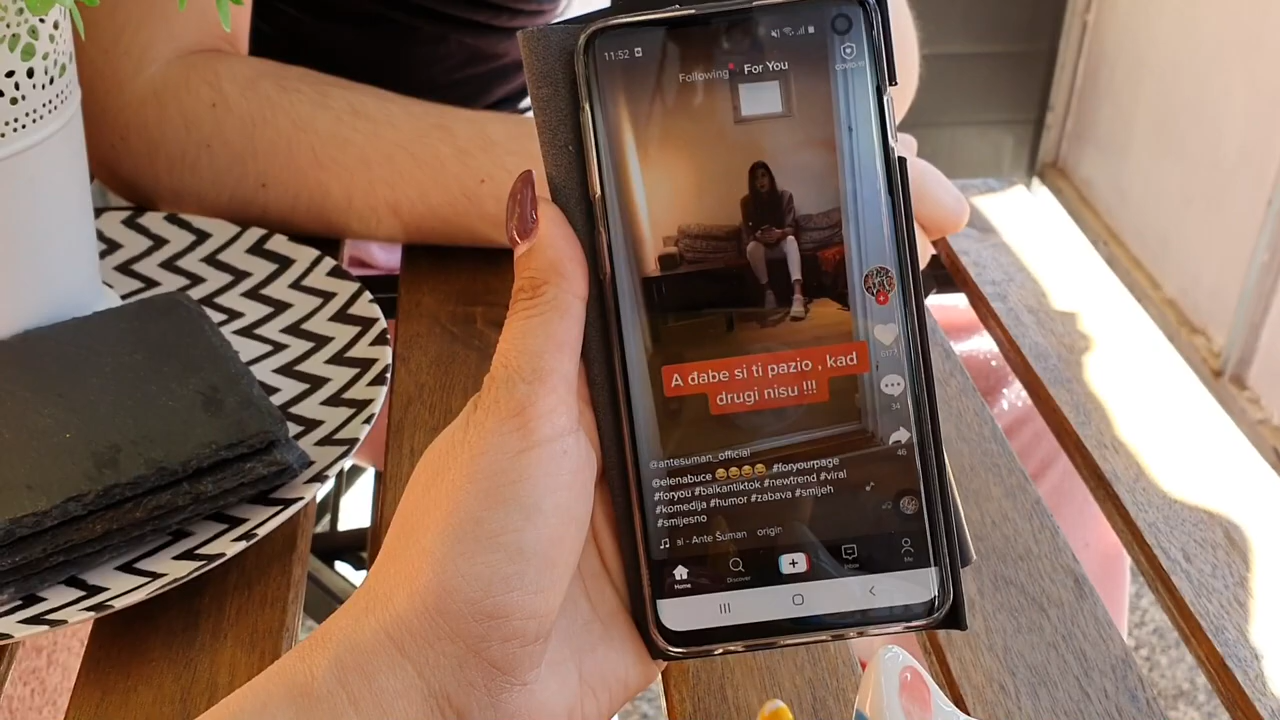 11:52
Following For You
COVID-19
A đabe si ti pazio , kad
drugi nisu !!!
6177
34
46
@antesuman_official
@elenabuce 😂😂😂😂 #foryourpage
#foryou #balkantiktok #newtrend #viral
#komedija #humor #zabava #smijeh
#smijesno
al - Ante Šuman origin
Home
Discover
Inbox
Me